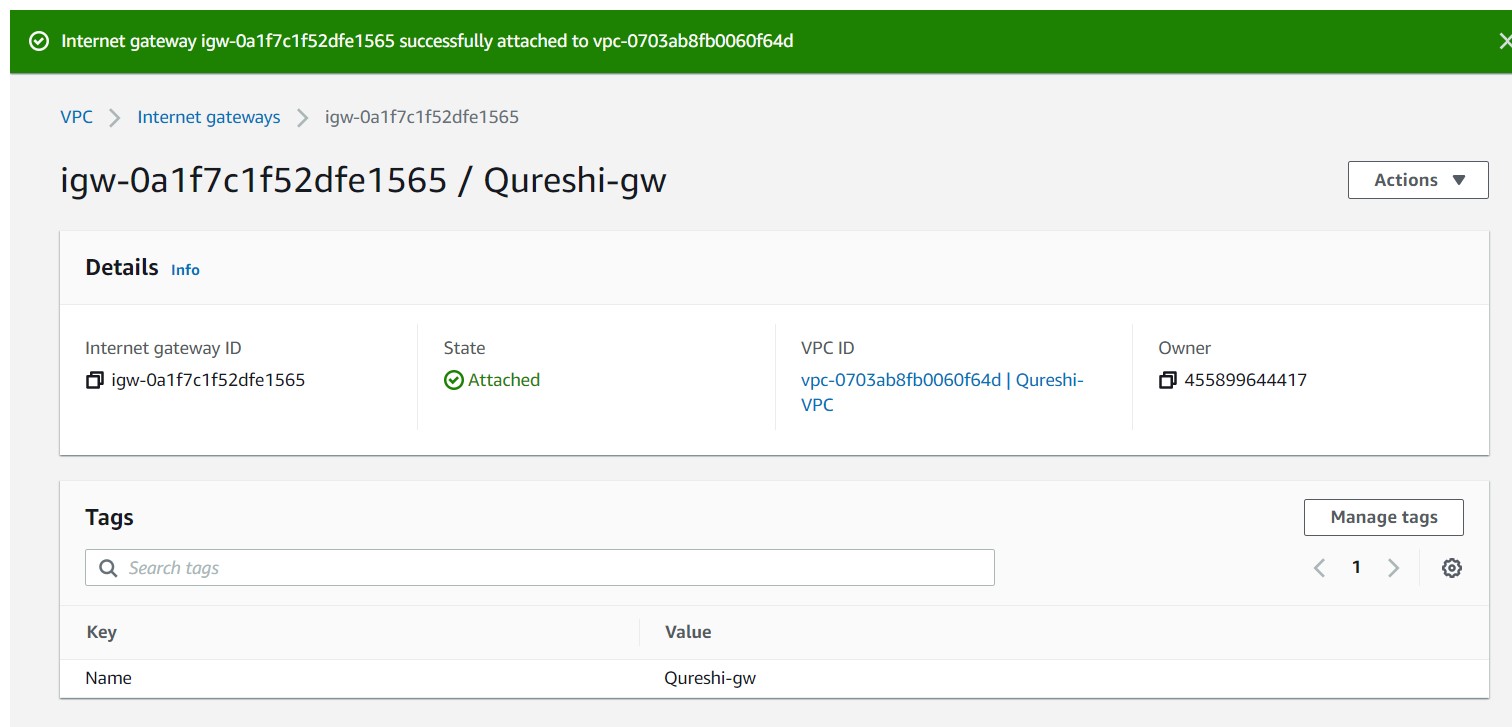 Internet gateway igw-0a1f7c1f52dfe1565 successfully attached to vpc-0703ab8fb0060f64d
VPC Internet gateways igw-0a1f7c1f52dfe1565
igw-0a1f7c1f52dfe1565 / Qureshi-gw
Actions
Details Info
Internet gateway ID State VPC ID Owner
igw-0a1f7c1f52dfe1565 Attached vpc-0703ab8fb0060f64d | Qureshi- 455899644417
VPC
Tags Manage tags
Search tags 1
Key Value
Name Qureshi-gw